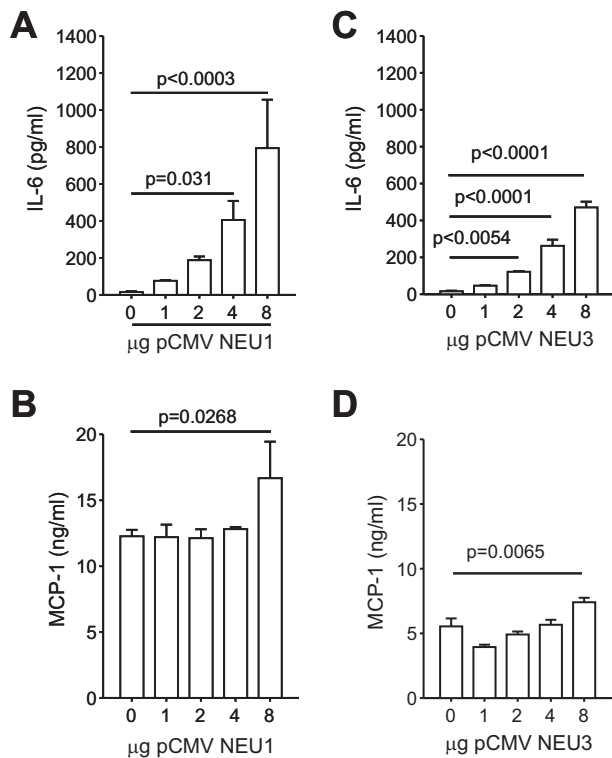 A
1400
1200
1000
800
600
400
200
0
IL-6 (pg/ml)
p<0.0003
p=0.031
0 1 2 4 8
μg pCMV NEU1
C
1400
1200
1000
800
600
400
200
0
IL-6 (pg/ml)
p<0.0001
p<0.0001
p<0.0054
0 1 2 4 8
μg pCMV NEU3
B
20
15
10
5
0
MCP-1 (ng/ml)
p=0.0268
0 1 2 4 8
μg pCMV NEU1
D
20
15
10
5
0
MCP-1 (ng/ml)
p=0.0065
0 1 2 4 8
μg pCMV NEU3